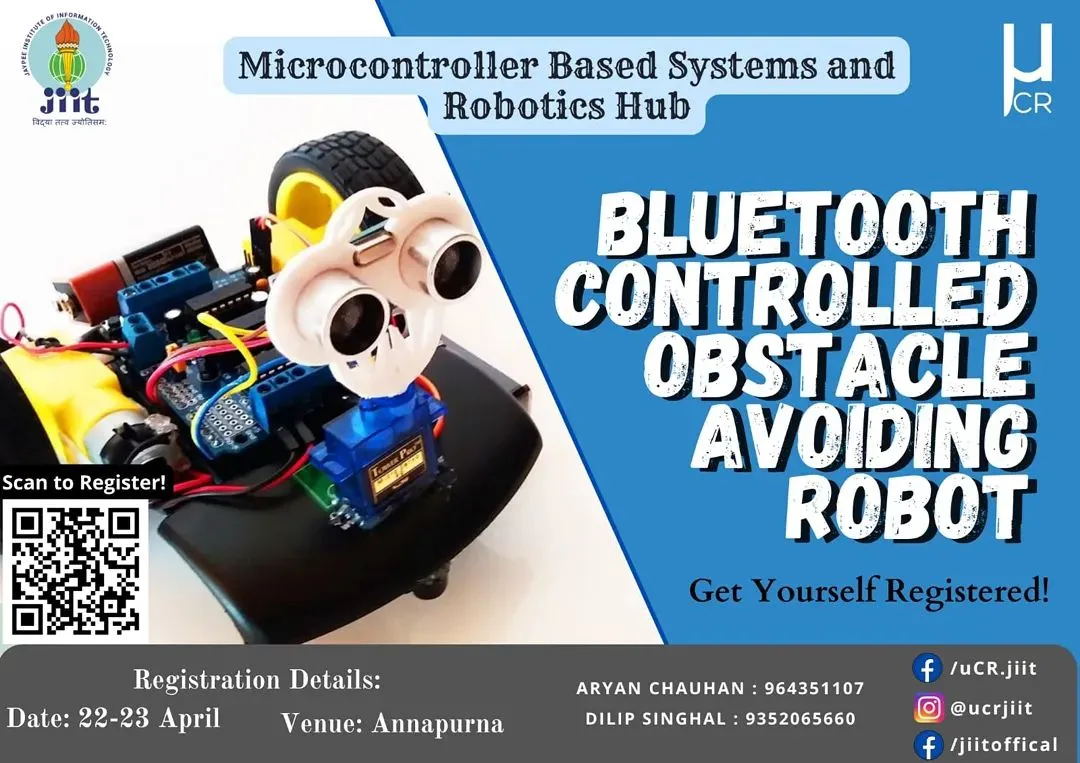 JAYPEE INSTITUTE OF INFORMATION TECHNOLOGY
jiit
विद्या तत्व ज्योतिसम:
Microcontroller Based Systems and
Robotics Hub
μ
CR
BLUETOOTH
CONTROLLED
OBSTACLE
AVOIDING
ROBOT
Tower Pro
Scan to Register!
Get Yourself Registered!
Registration Details:
Date: 22-23 April
Venue: Annapurna
ARYAN CHAUHAN : 964351107
DILIP SINGHAL : 9352065660
/uCR.jiit
@ucrjiit
/jiitoffical